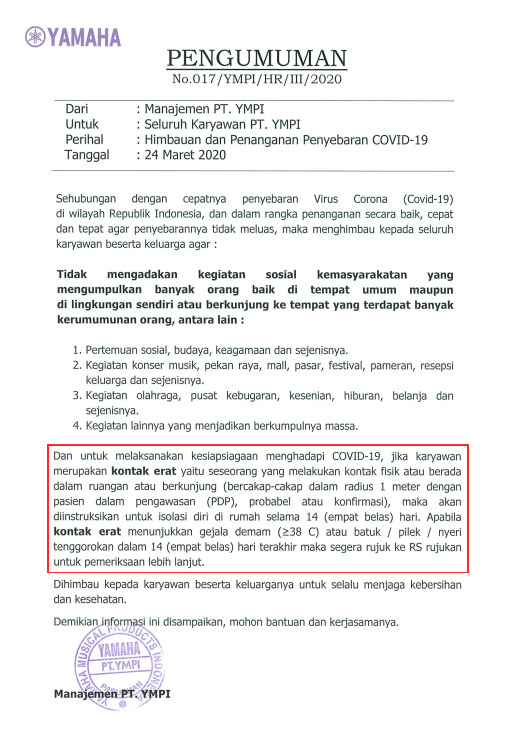 YAMAHA
PENGUMUMAN
No.017/YMPI/HR/III/2020
Dari : Manajemen PT. YMPI
Untuk : Seluruh Karyawan PT. YMPI
Perihal : Himbauan dan Penanganan Penyebaran COVID-19
Tanggal : 24 Maret 2020
Sehubungan dengan cepatnya penyebaran Virus Corona (Covid-19)
di wilayah Republik Indonesia, dan dalam rangka penanganan secara baik, cepat
dan tepat agar penyebarannya tidak meluas, maka menghimbau kepada seluruh
karyawan beserta keluarga agar :
Tidak mengadakan kegiatan sosial kemasyarakatan yang
mengumpulkan banyak orang baik di tempat umum maupun
di lingkungan sendiri atau berkunjung ke tempat yang terdapat banyak
kerumumunan orang, antara lain :
1. Pertemuan sosial, budaya, keagamaan dan sejenisnya.
2. Kegiatan konser musik, pekan raya, mall, pasar, festival, pameran, resepsi
keluarga dan sejenisnya.
3. Kegiatan olahraga, pusat kebugaran, kesenian, hiburan, belanja dan
sejenisnya.
4. Kegiatan lainnya yang menjadikan berkumpulnya massa.
Dan untuk melaksanakan kesiapsiagaan menghadapi COVID-19, jika karyawan
merupakan kontak erat yaitu seseorang yang melakukan kontak fisik atau berada
dalam ruangan atau berkunjung (bercakap-cakap dalam radius 1 meter dengan
pasien dalam pengawasan (PDP), probabel atau konfirmasi), maka akan
diinstruksikan untuk isolasi diri di rumah selama 14 (empat belas) hari. Apabila
kontak erat menunjukkan gejala demam (≥38 C) atau batuk / pilek / nyeri
tenggorokan dalam 14 (empat belas) hari terakhir maka segera rujuk ke RS rujukan
untuk pemeriksaan lebih lanjut.
Dihimbau kepada karyawan beserta keluarganya untuk selalu menjaga kebersihan
dan kesehatan.
Demikian informasi ini disampaikan, mohon bantuan dan kerjasamanya.
YAMAHA MUSICAL PRODUCTS INDONESIA
YAMAHA
PT.YMPI
Manajemen PT. YMPI